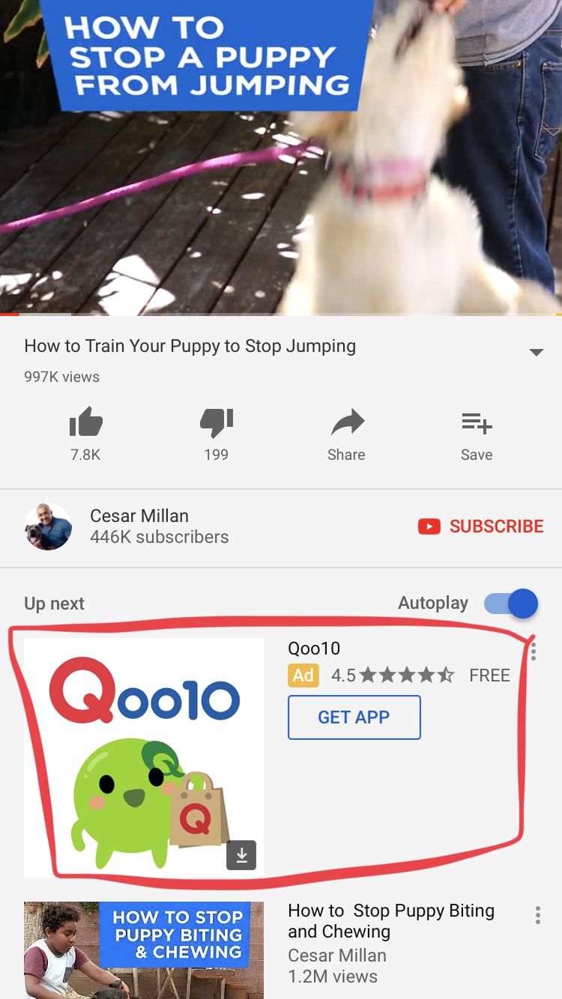 HOW TO
STOP A PUPPY
FROM JUMPING
How to Train Your Puppy to Stop Jumping
997K views
7.8K
199
Share
Save
Cesar Millan
446K subscribers
SUBSCRIBE
Up next
Autoplay
Qoo10
Q
Qoo10
Ad 4.5 FREE
GET APP
HOW TO STOP
PUPPY BITING
& CHEWING
How to  Stop Puppy Biting
and Chewing
Cesar Millan
1.2M views